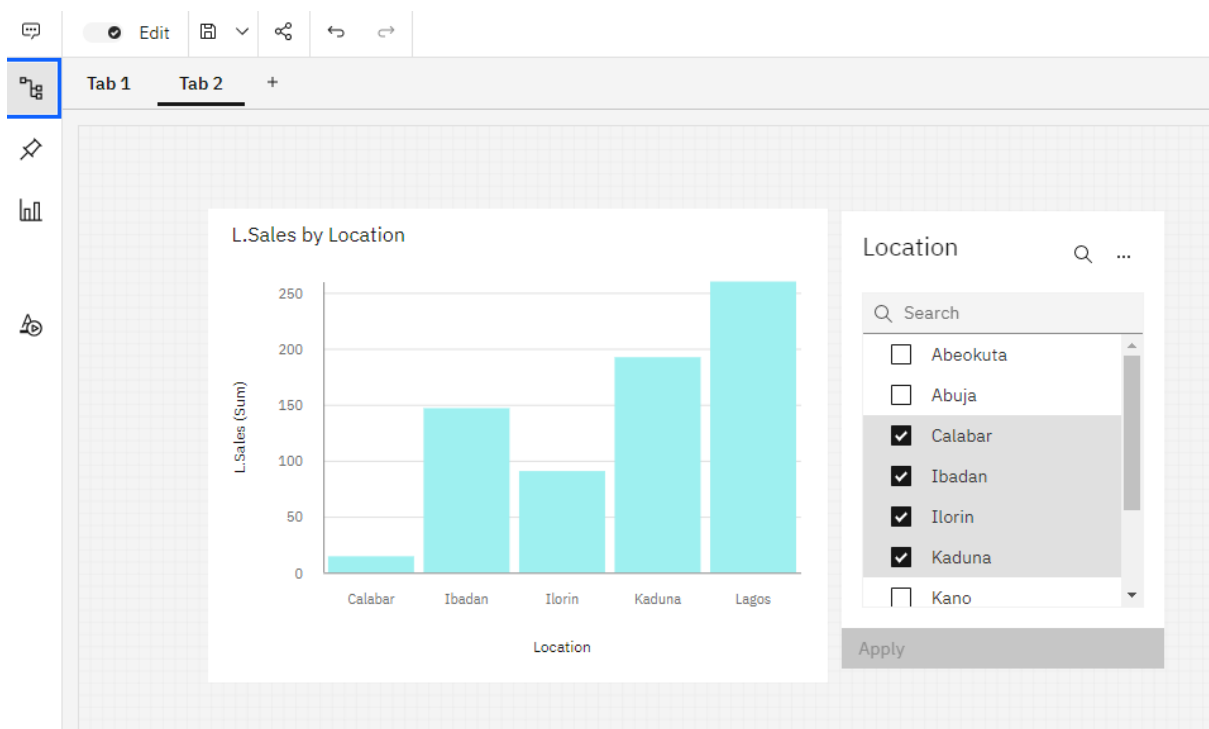 Edit
Tab 1 Tab 2 +
L.Sales by Location
250
200
150
100
50
0
L.Sales (Sum)
Calabar Ibadan Ilorin Kaduna Lagos
Location
Location
Search
Abeokuta
Abuja
Calabar
Ibadan
Ilorin
Kaduna
Kano
Apply